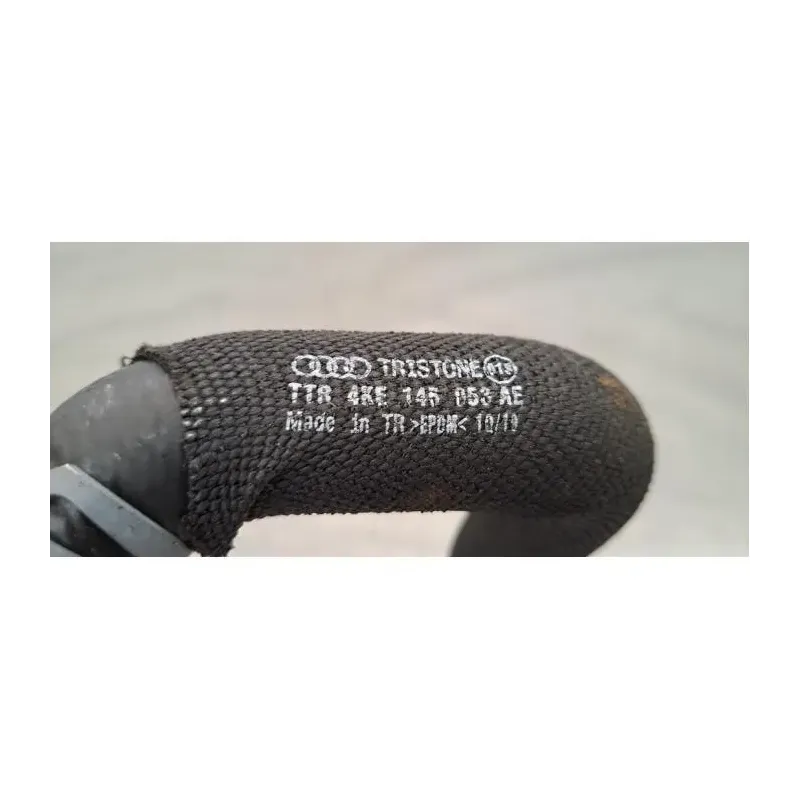 TRISTONE
TTR 4KE 145 053 AE
Made in TR >EPDM< 10/19